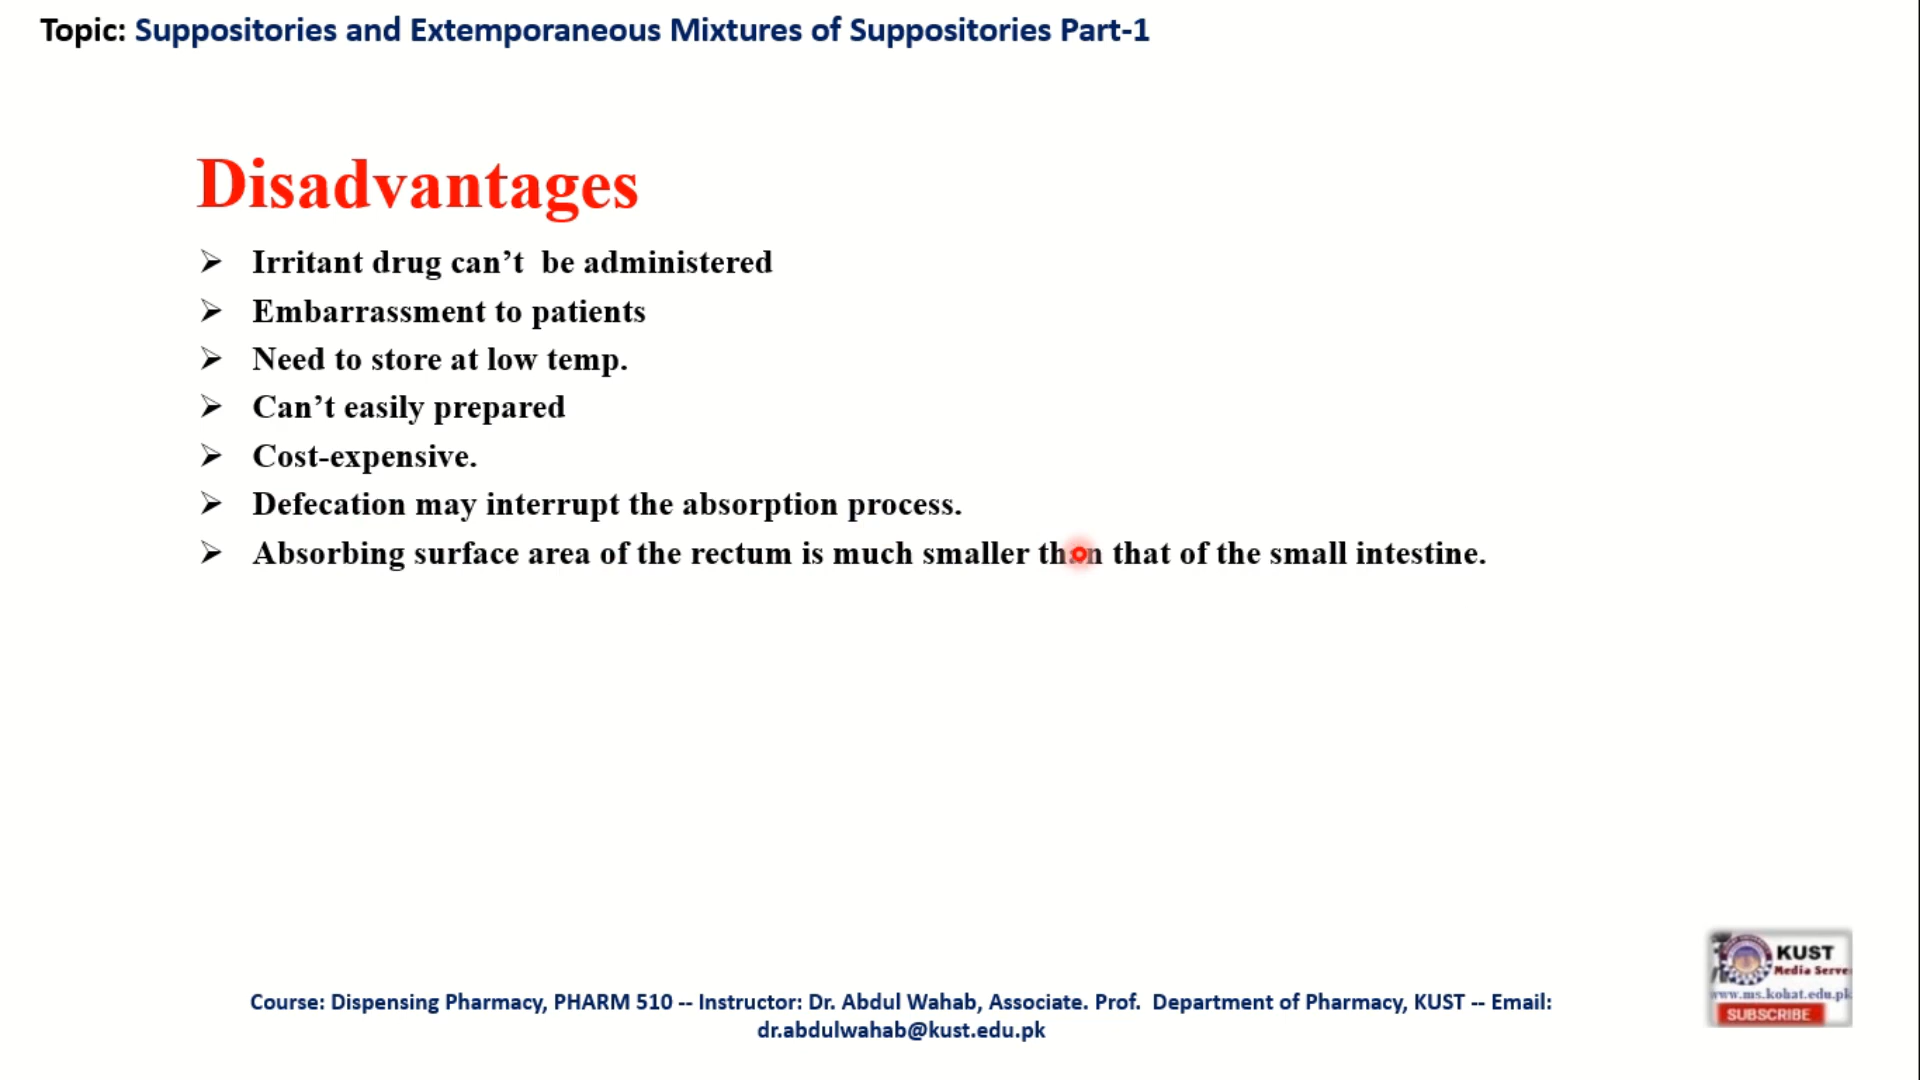 Topic: Suppositories and Extemporaneous Mixtures of Suppositories Part-1
Disadvantages
➢ Irritant drug can’t be administered
➢ Embarrassment to patients
➢ Need to store at low temp.
➢ Can’t easily prepared
➢ Cost-expensive.
➢ Defecation may interrupt the absorption process.
➢ Absorbing surface area of the rectum is much smaller than that of the small intestine.
KUST
Media Serve
www.ms.kohat.edu.pk
SUBSCRIBE
Course: Dispensing Pharmacy, PHARM 510 -- Instructor: Dr. Abdul Wahab, Associate. Prof. Department of Pharmacy, KUST -- Email:
dr.abdulwahab@kust.edu.pk